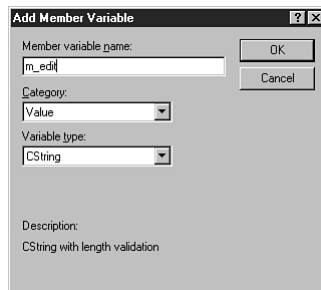 Add Member Variable
Member variable name:
OK
m_edit
Cancel
Category:
Value
Variable type:
CString
Description:
CString with length validation